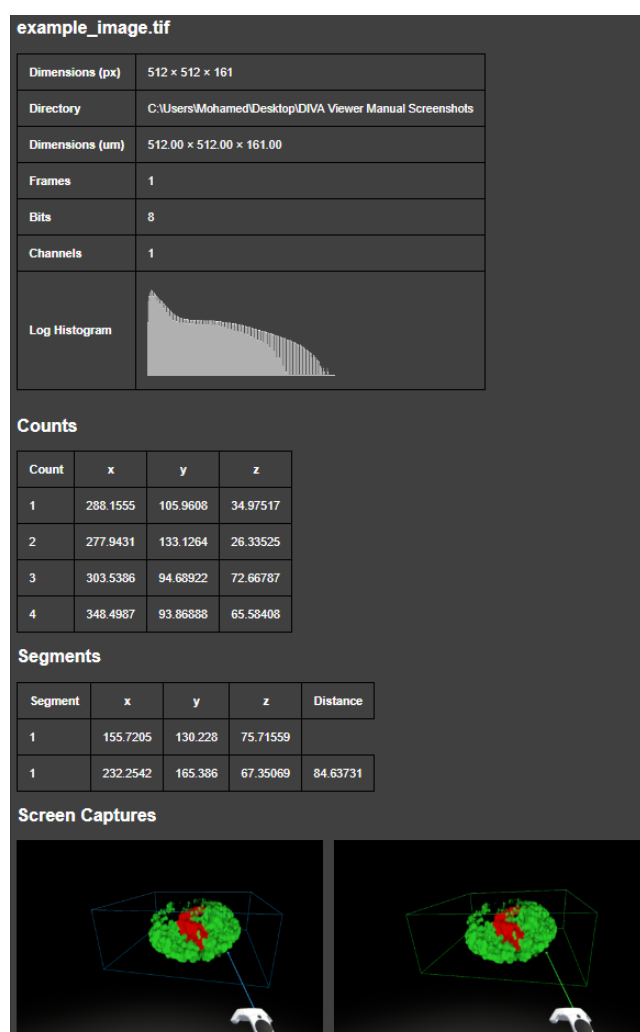 example_image.tif
Dimensions (px) 512 × 512 × 161
Directory C:\Users\Mohamed\Desktop\DIVA Viewer Manual Screenshots
Dimensions (um) 512.00 × 512.00 × 161.00
Frames 1
Bits 8
Channels 1
Log Histogram
Counts
Count x y z
1 288.1555 105.9608 34.97517
2 277.9431 133.1264 26.33525
3 303.5386 94.68922 72.66787
4 348.4987 93.86888 65.58408
Segments
Segment x y z Distance
1 155.7205 130.228 75.71559
1 232.2542 165.386 67.35069 84.63731
Screen Captures